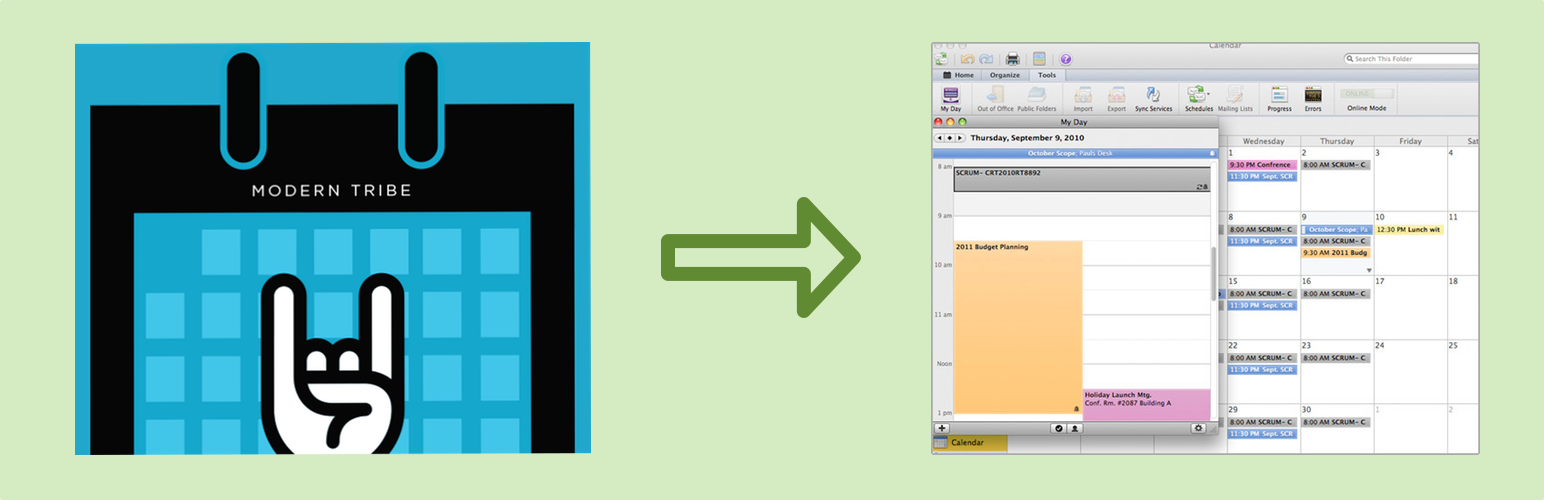 MODERN TRIBE
Calendar
Search This Folder
Home Organize Tools
My Day Out of Office Public Folders Import Export Sync Services Schedules Mailing Lists Progress Errors Online Mode
ONLINE
My Day
Thursday, September 9, 2010
October Scope, Pauls Desk
8 am
SCRUM- CRT2010RT8892
9 am
2011 Budget Planning
10 am
11 am
Noon
Holiday Launch Mtg.
Conf. Rm. #2087 Building A
1 pm
Calendar
Wednesday Thursday Friday Sat
1 2 3 4
9:30 PM Confrence 8:00 AM SCRUM- C
11:30 PM Sept. SCR
8 9 10 11
8:00 AM SCRUM- C October Scope, Pa 12:30 PM Lunch wit
11:30 PM Sept. SCR 8:00 AM SCRUM- C
9:30 AM 2011 Budg
15 16 17 18
8:00 AM SCRUM- C 8:00 AM SCRUM- C
11:30 PM Sept. SCR
22 23 24 25
8:00 AM SCRUM- C 8:00 AM SCRUM- C
11:30 PM Sept. SCR
29 30 1 2
8:00 AM SCRUM- C 8:00 AM SCRUM- C
11:30 PM Sept. SCR